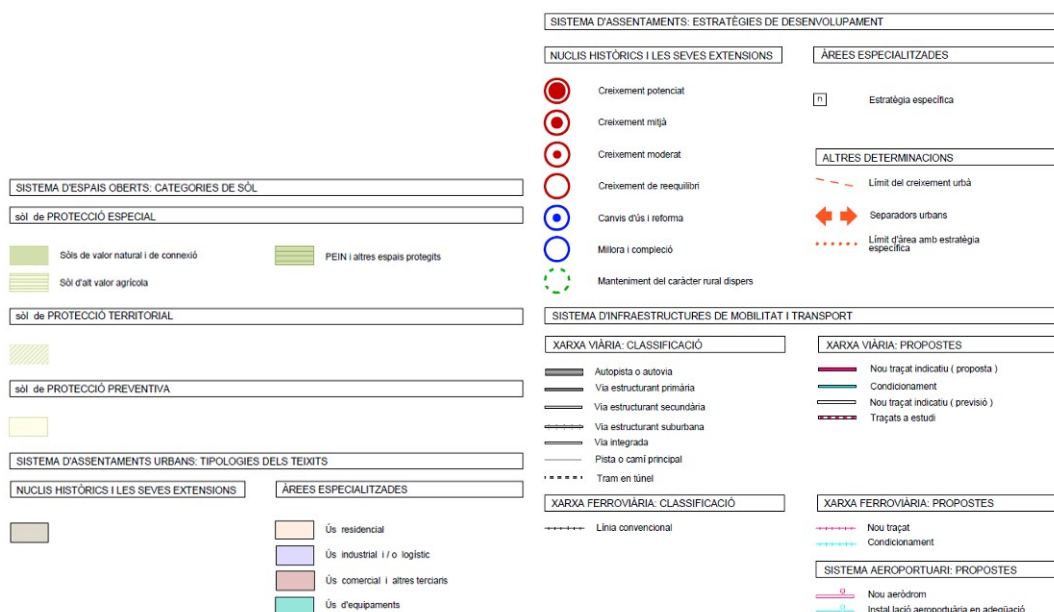 SISTEMA D'ESPAIS OBERTS: CATEGORIES DE SÒL
sòl de PROTECCIÓ ESPECIAL
Sòls de valor natural i de connexió
PEIN i altres espais protegits
Sòl d'alt valor agrícola
sòl de PROTECCIÓ TERRITORIAL
sòl de PROTECCIÓ PREVENTIVA
SISTEMA D'ASSENTAMENTS URBANS: TIPOLOGIES DELS TEIXITS
NUCLIS HISTÒRICS I LES SEVES EXTENSIONS
ÀREES ESPECIALITZADES
Ús residencial
Ús industrial i / o logístic
Ús comercial i altres terciaris
Ús d'equipaments
SISTEMA D'ASSENTAMENTS: ESTRATÈGIES DE DESENVOLUPAMENT
NUCLIS HISTÒRICS I LES SEVES EXTENSIONS
Creixement potenciat
Creixement mitjà
Creixement moderat
Creixement de reequilibri
Canvis d'ús i reforma
Millora i compleció
Manteniment del caràcter rural dispers
ÀREES ESPECIALITZADES
n
Estratègia específica
ALTRES DETERMINACIONS
Límit del creixement urbà
Separadors urbans
Límit d'àrea amb estratègia
específica
SISTEMA D'INFRAESTRUCTURES DE MOBILITAT I TRANSPORT
XARXA VIÀRIA: CLASSIFICACIÓ
Autopista o autovia
Via estructurant primària
Via estructurant secundària
Via estructurant suburbana
Via integrada
Pista o camí principal
Tram en túnel
XARXA VIÀRIA: PROPOSTES
Nou traçat indicatiu ( proposta )
Condicionament
Nou traçat indicatiu ( previsió )
Traçats a estudi
XARXA FERROVIÀRIA: CLASSIFICACIÓ
Línia convencional
XARXA FERROVIÀRIA: PROPOSTES
Nou traçat
Condicionament
SISTEMA AEROPORTUARI: PROPOSTES
Nou aeròdrom
Instal lació aeroportuària en adequació